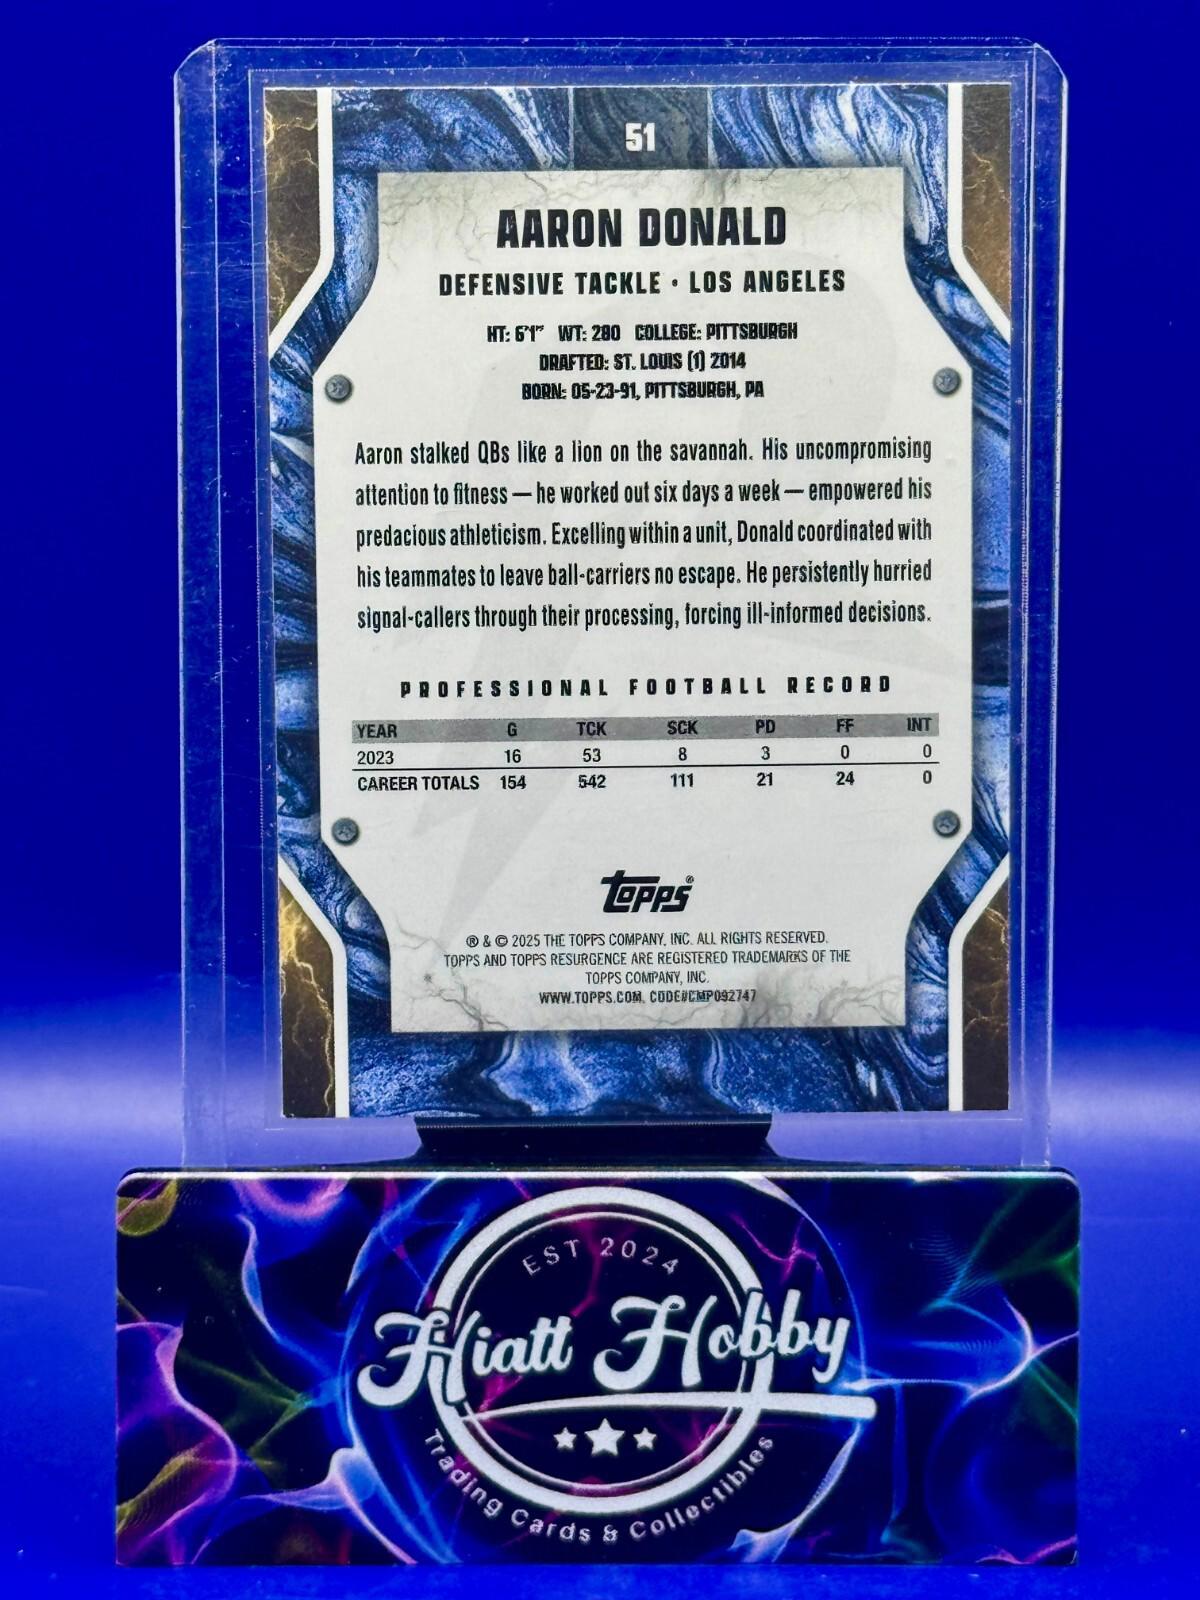 51
AARON DONALD
DEFENSIVE TACKLE • LOS ANGELES
HT: 6'1" WT: 280 COLLEGE: PITTSBURGH
DRAFTED: ST. LOUIS (1) 2014
BORN: 05-23-91, PITTSBURGH, PA
Aaron stalked QBs like a lion on the savannah. His uncompromising
attention to fitness — he worked out six days a week — empowered his
predacious athleticism. Excelling within a unit, Donald coordinated with
his teammates to leave ball-carriers no escape. He persistently hurried
signal-callers through their processing, forcing ill-informed decisions.
PROFESSIONAL FOOTBALL RECORD
YEAR G TCK SCK PD FF INT
2023 16 53 8 3 0 0
CAREER TOTALS 154 542 111 21 24 0
TOPPS®
® & © 2025 THE TOPPS COMPANY, INC. ALL RIGHTS RESERVED.
TOPPS AND TOPPS RESURGENCE ARE REGISTERED TRADEMARKS OF THE
TOPPS COMPANY, INC.
WWW.TOPPS.COM. CODE#CMP092747
EST 2024
Hiatt Hobby
Trading Cards & Collectibles